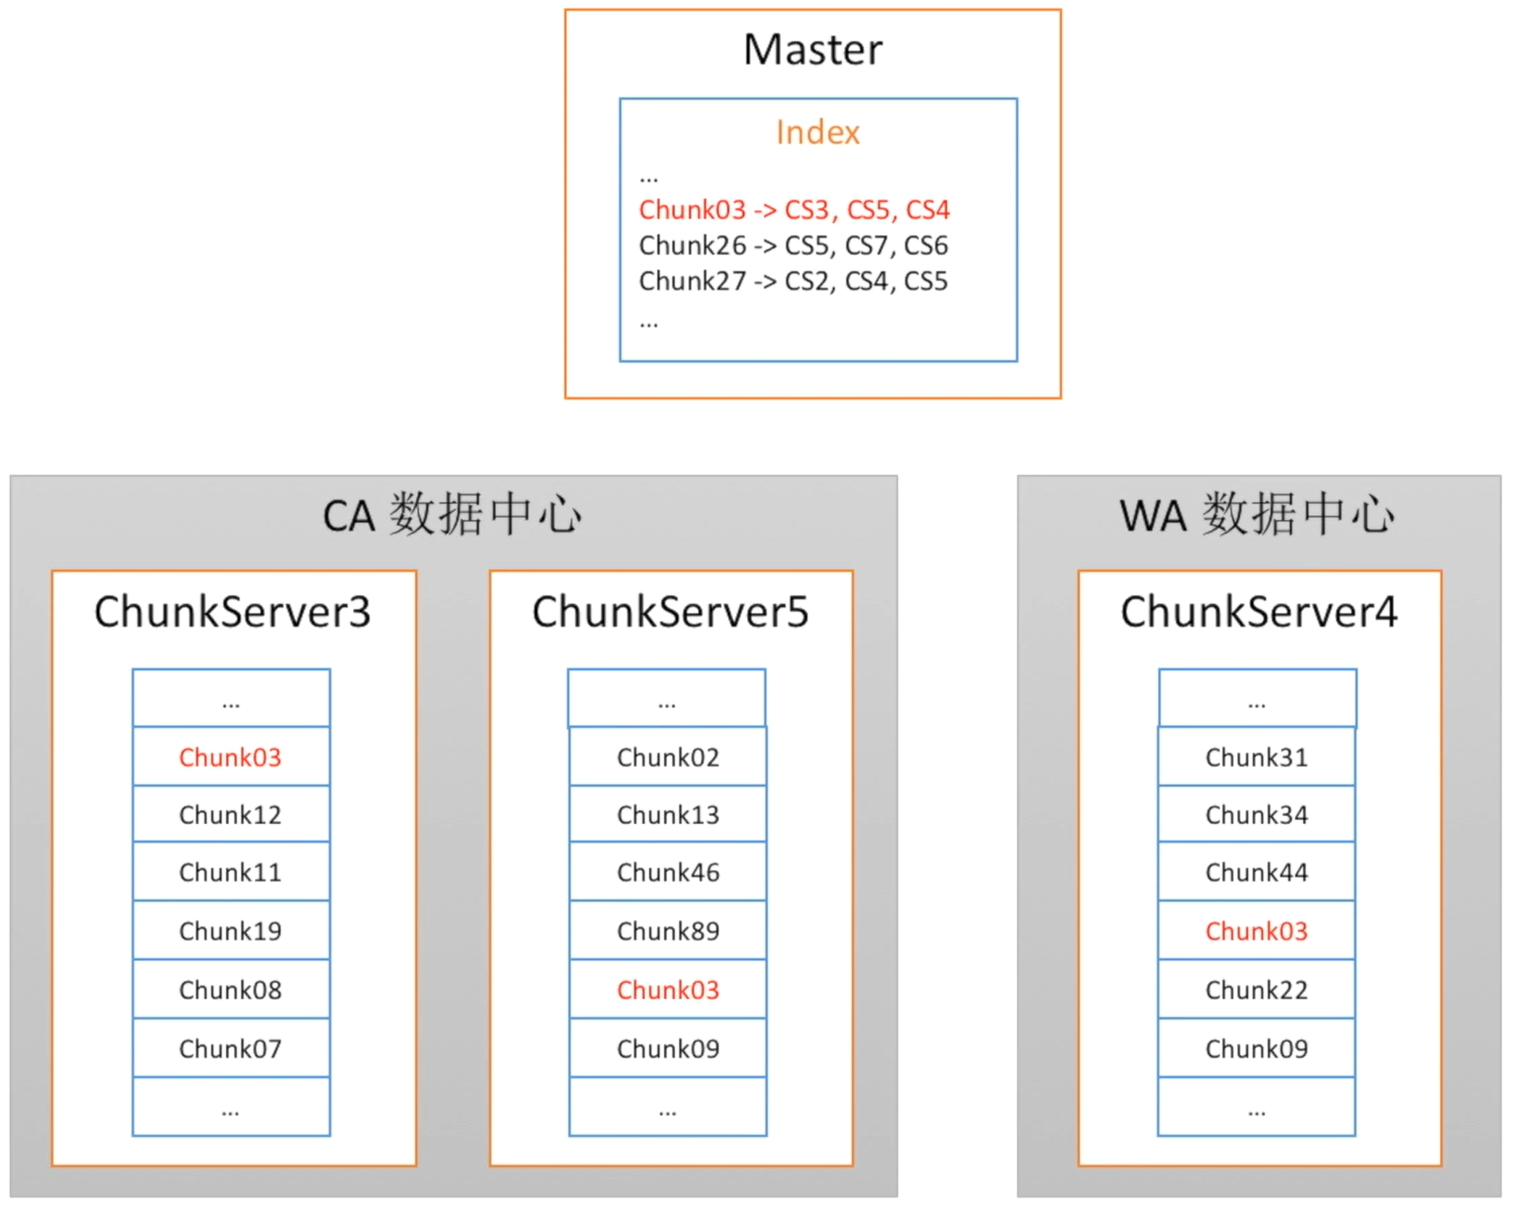 Master
Index
...
Chunk03 -> CS3, CS5, CS4
Chunk26 -> CS5, CS7, CS6
Chunk27 -> CS2, CS4, CS5
...
CA 数据中心
ChunkServer3
...
Chunk03
Chunk12
Chunk11
Chunk19
Chunk08
Chunk07
...
ChunkServer5
...
Chunk02
Chunk13
Chunk46
Chunk89
Chunk03
Chunk09
...
WA 数据中心
ChunkServer4
...
Chunk31
Chunk34
Chunk44
Chunk03
Chunk22
Chunk09
...